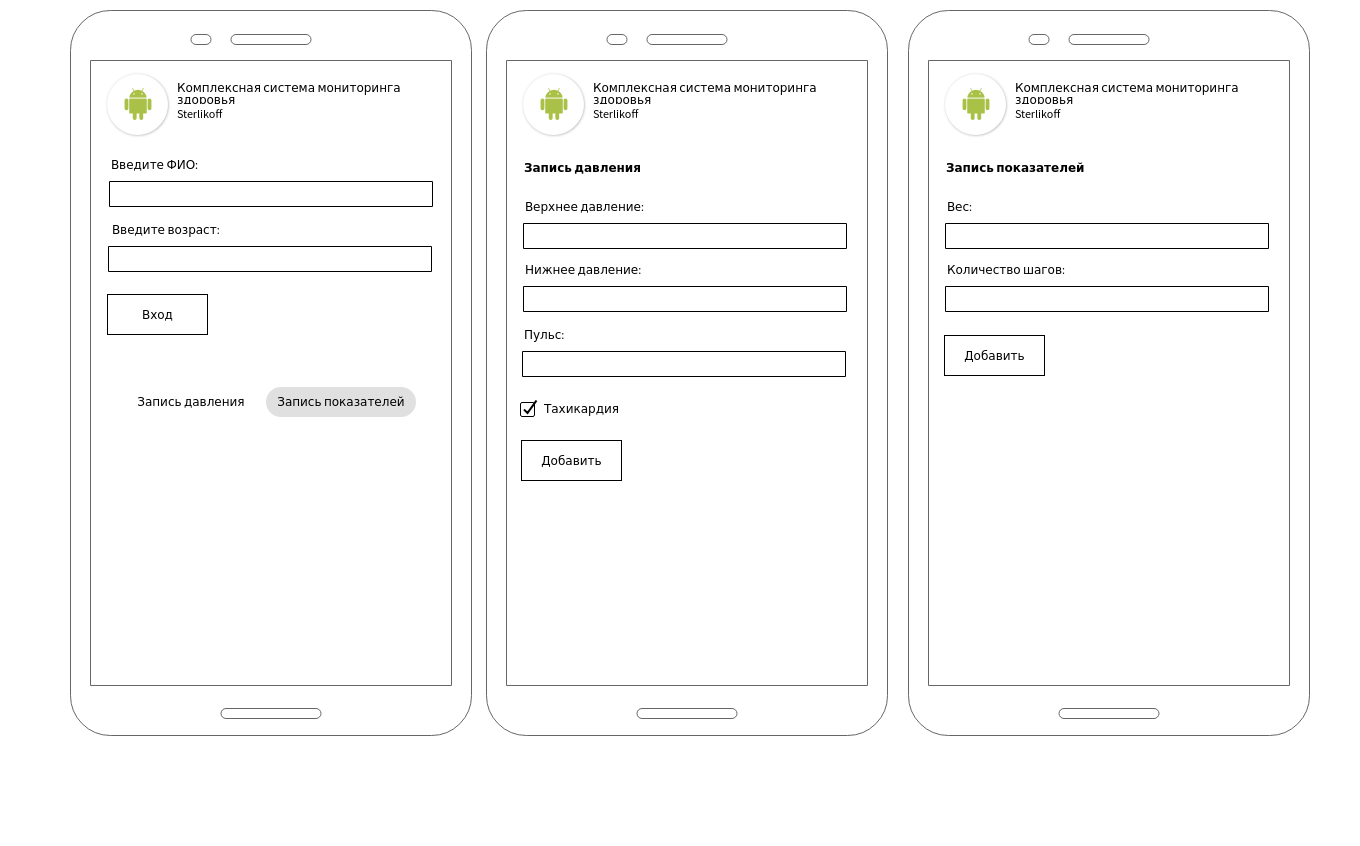 Комплексная система мониторинга
здоровья
Sterlikoff
Введите ФИО:
Введите возраст:
Вход
Запись давления
Запись показателей
Комплексная система мониторинга
здоровья
Sterlikoff
Запись давления
Верхнее давление:
Нижнее давление:
Пульс:
Тахикардия
Добавить
Комплексная система мониторинга
здоровья
Sterlikoff
Запись показателей
Вес:
Количество шагов:
Добавить